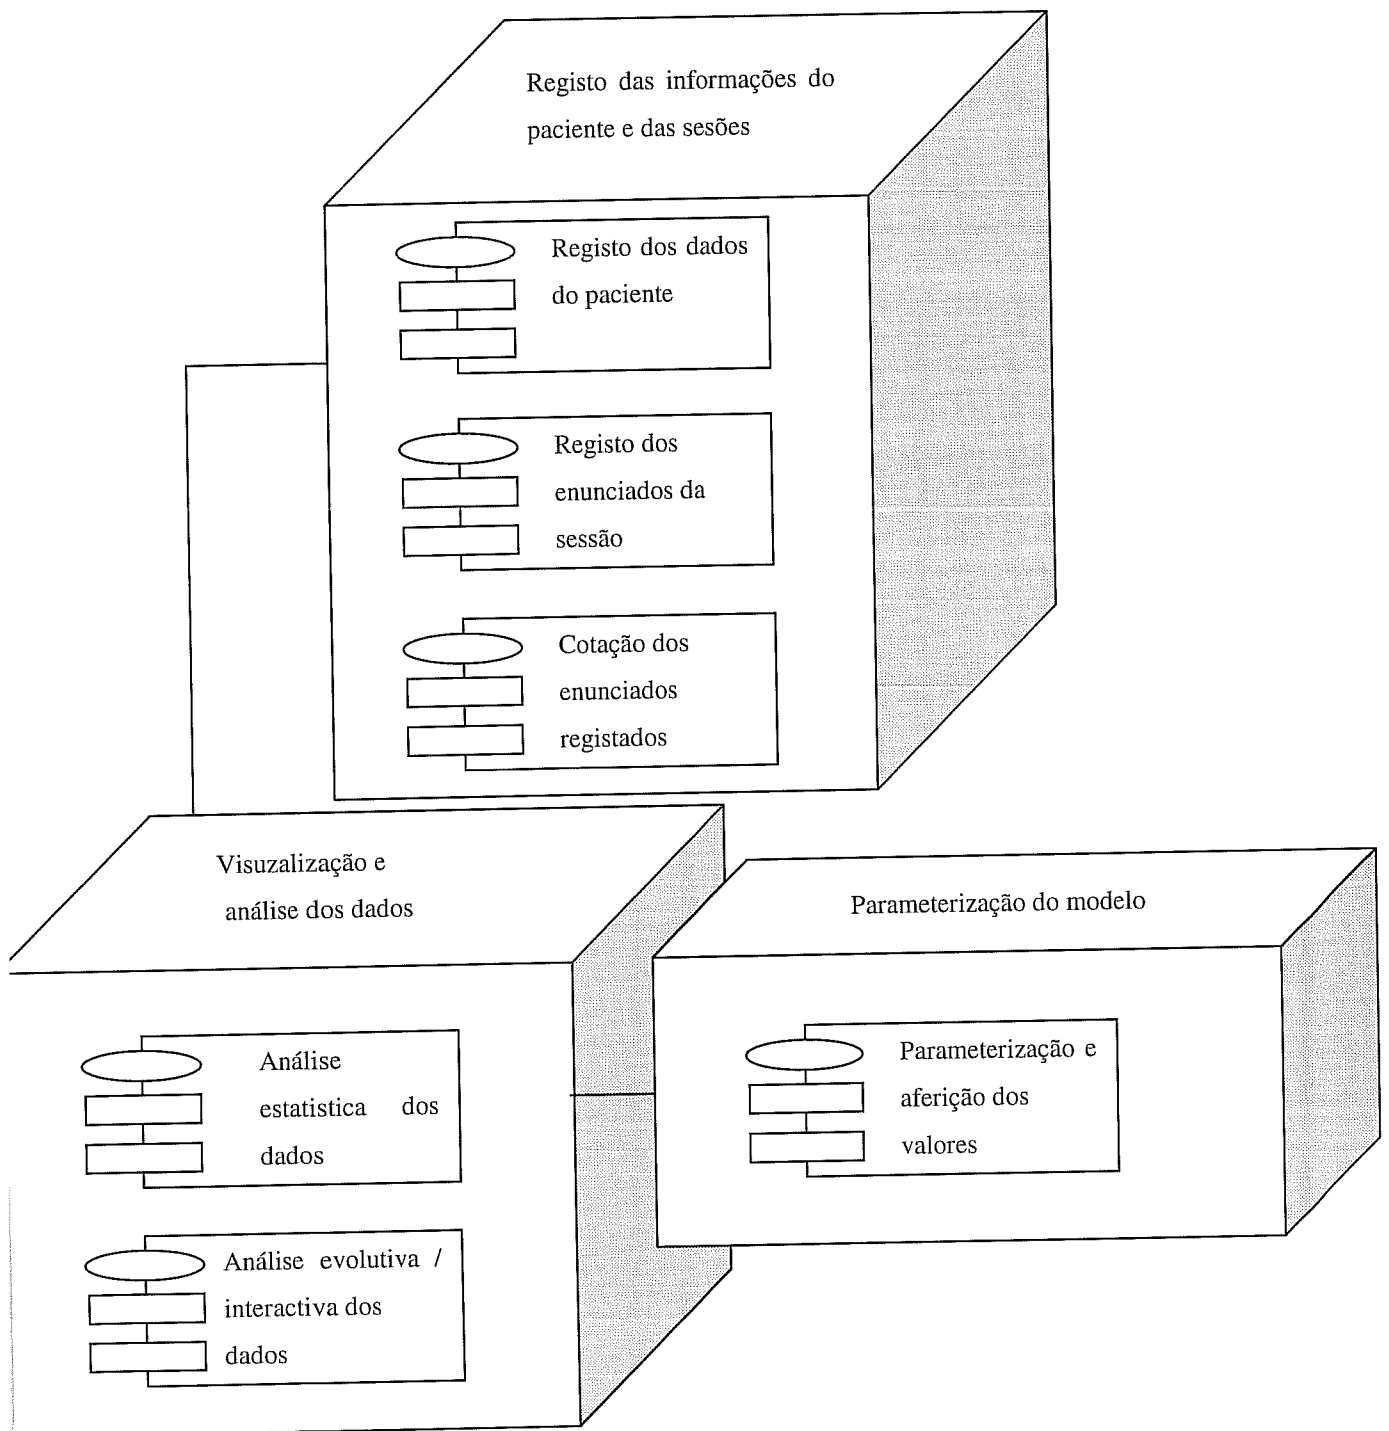 Registo das informações do
paciente e das sesões
Registo dos dados
do paciente
Registo dos
enunciados da
sessão
Cotação dos
enunciados
registados
Visuzalização e
análise dos dados
Análise
estatistica dos
dados
Análise evolutiva /
interactiva dos
dados
Parameterização do modelo
Parameterização e
aferição dos
valores